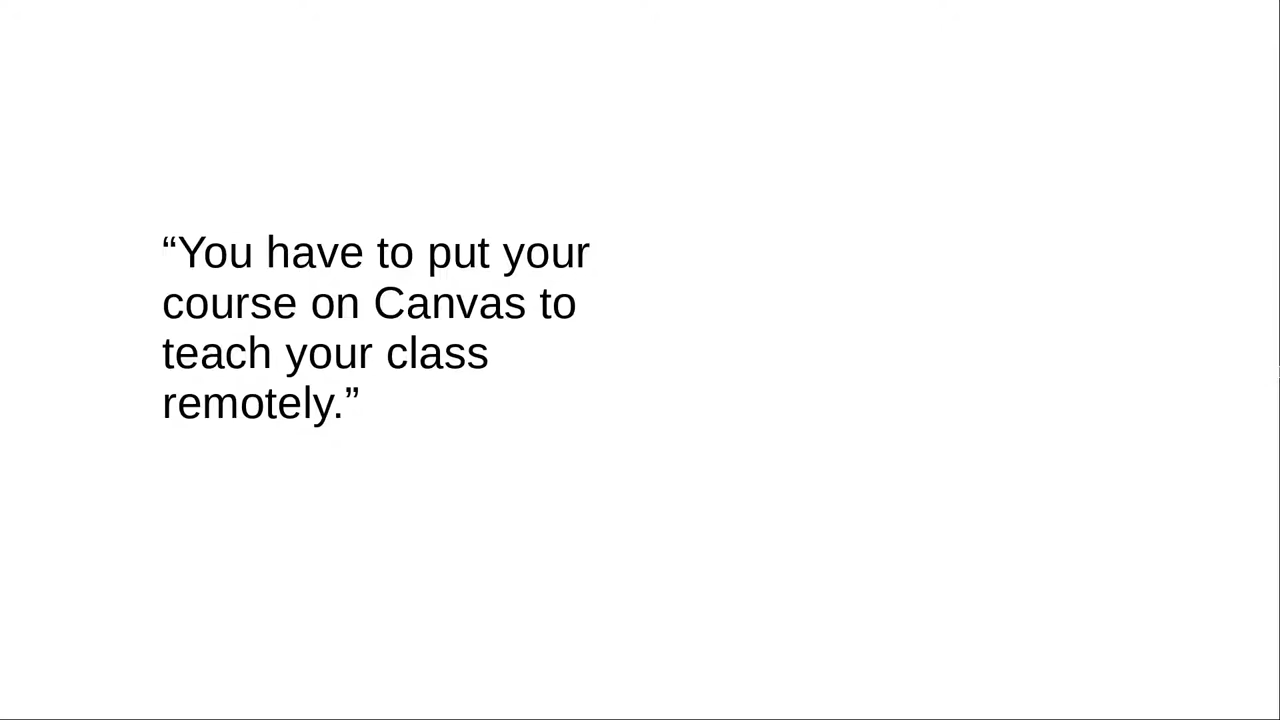 “You have to put your
course on Canvas to
teach your class
remotely.”